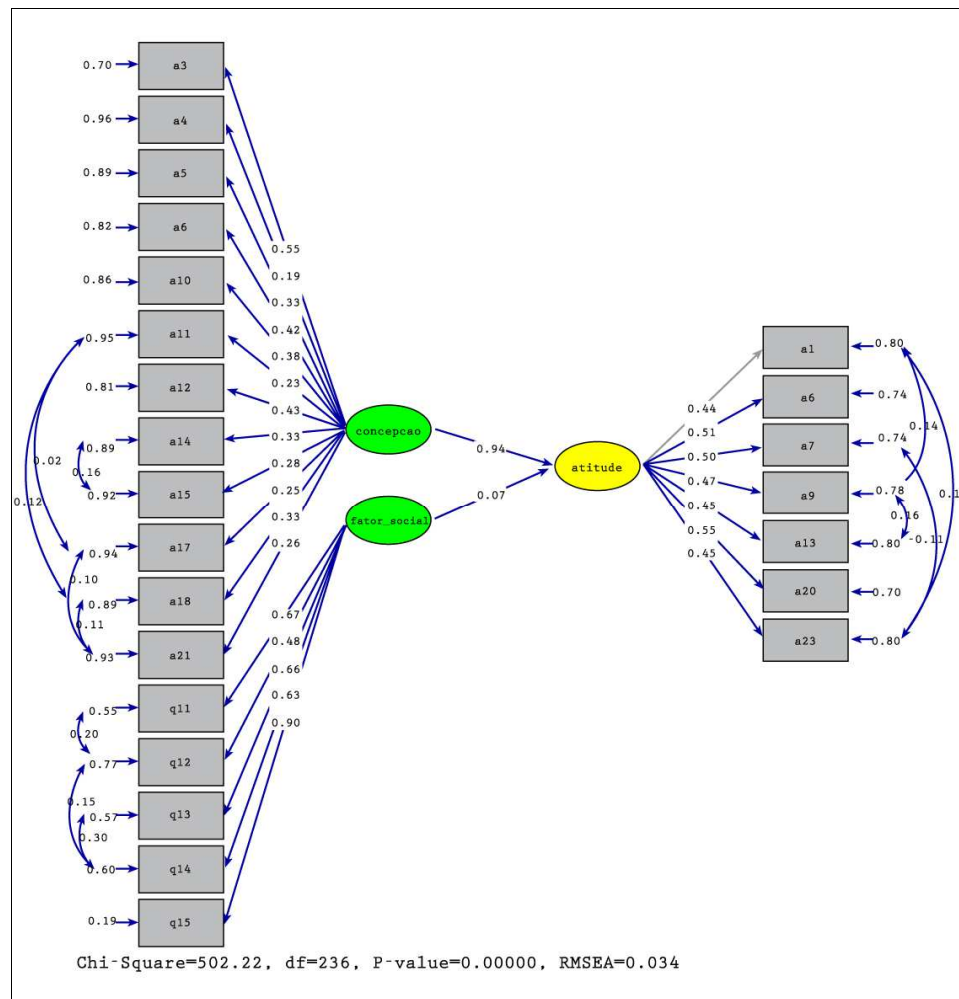 0.70 a3
0.96 a4
0.89 a5
0.82 a6
0.86 a10
0.95 a11
0.81 a12
0.89 a14
0.92 a15
0.94 a17
0.89 a18
0.93 a21
0.55 q11
0.77 q12
0.57 q13
0.60 q14
0.19 q15
0.02
0.16
0.12
0.10
0.11
0.20
0.15
0.30
0.55
0.19
0.33
0.42
0.38
0.23
0.43
0.33
0.28
0.25
0.33
0.26
0.67
0.48
0.66
0.63
0.90
concepcao
fator_social
0.94
0.07
atitude
0.44
0.51
0.50
0.47
0.45
0.55
0.45
a1 0.80
a6 0.74
a7 0.74
a9 0.78
a13 0.80
a20 0.70
a23 0.80
0.14
0.16
-0.11
Chi-Square=502.22, df=236, P-value=0.00000, RMSEA=0.034